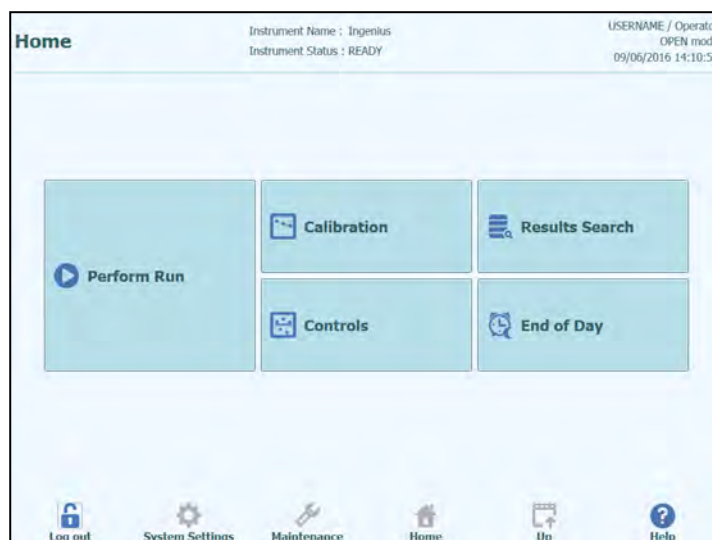 Home
Instrument Name : Ingenius
Instrument Status : READY
USERNAME / Operato
OPEN mod
09/06/2016 14:10:5
Perform Run
Calibration
Results Search
Controls
End of Day
Log out
System Settings
Maintenance
Home
Up
Help